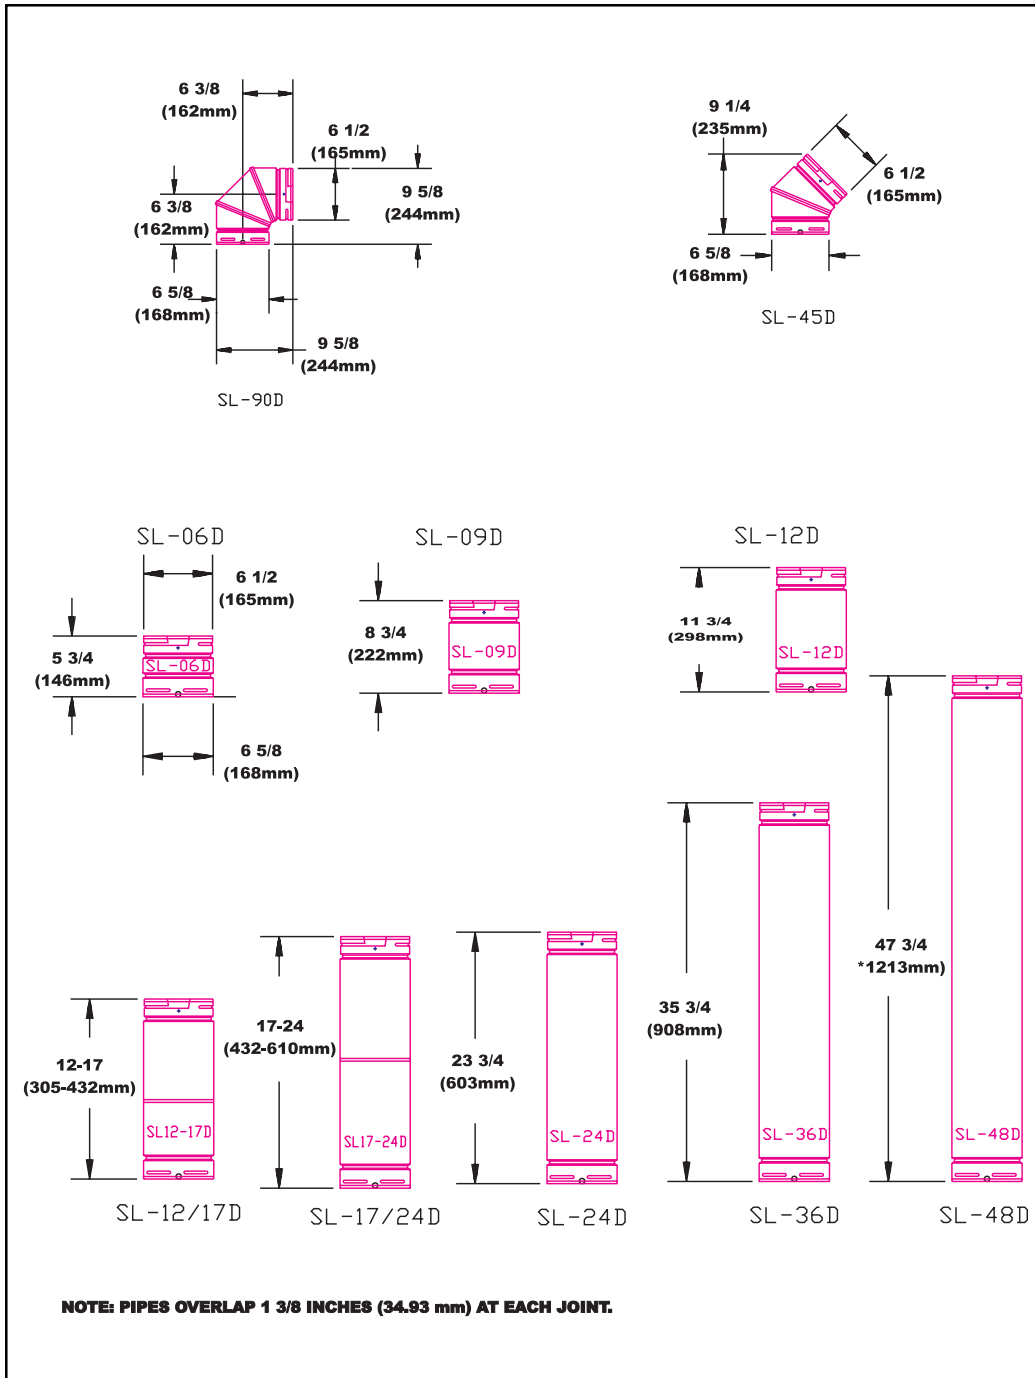 6 3/8
(162mm)
6 1/2
(165mm)
9 5/8
(244mm)
6 3/8
(162mm)
6 5/8
(168mm)
9 5/8
(244mm)
SL-90D
9 1/4
(235mm)
6 1/2
(165mm)
6 5/8
(168mm)
SL-45D
SL-06D
6 1/2
(165mm)
5 3/4
(146mm)
SL-06D
6 5/8
(168mm)
SL-09D
8 3/4
(222mm)
SL-09D
SL-12D
11 3/4
(298mm)
SL-12D
12-17
(305-432mm)
SL12-17D
SL-12/17D
17-24
(432-610mm)
SL17-24D
SL-17/24D
23 3/4
(603mm)
SL-24D
SL-24D
35 3/4
(908mm)
SL-36D
SL-36D
47 3/4
*1213mm)
SL-48D
SL-48D
NOTE: PIPES OVERLAP 1 3/8 INCHES (34.93 mm) AT EACH JOINT.